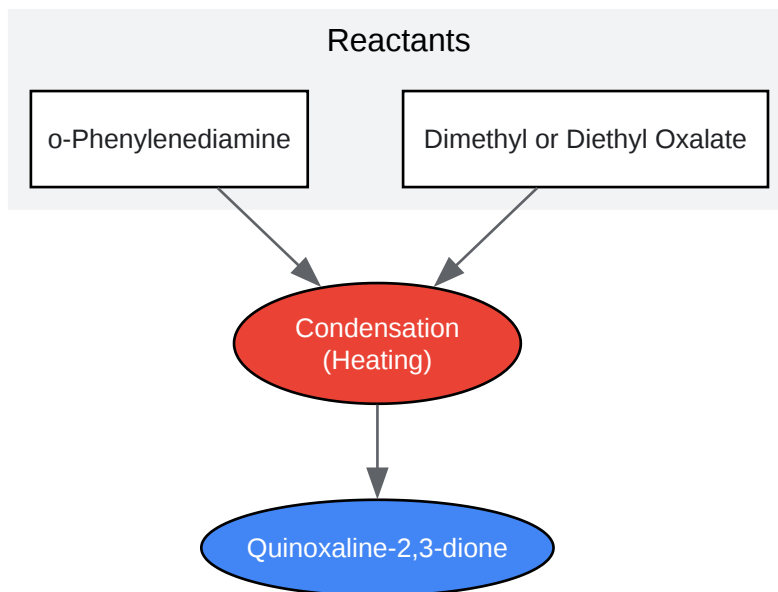 Reactants
o-Phenylenediamine
Dimethyl or Diethyl Oxalate
Condensation
(Heating)
Quinoxaline-2,3-dione